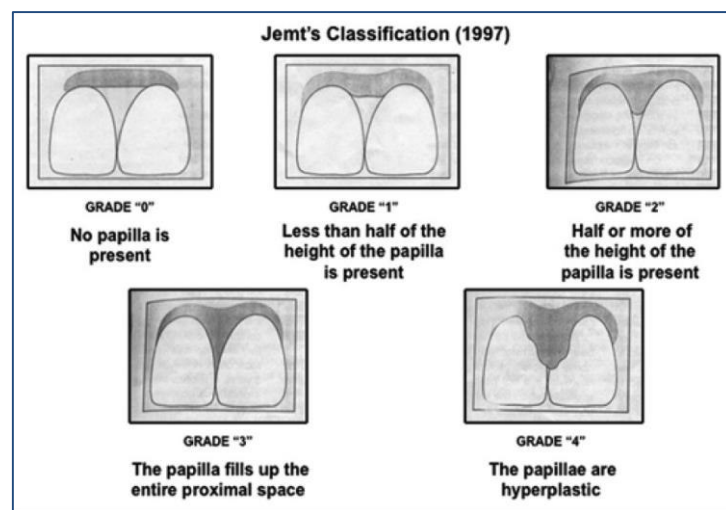 Jemt's Classification (1997)
GRADE "0"
No papilla is
present
GRADE "1"
Less than half of the
height of the papilla
is present
GRADE "2"
Half or more of
the height of the
papilla is present
GRADE "3"
The papilla fills up the
entire proximal space
GRADE "4"
The papillae are
hyperplastic